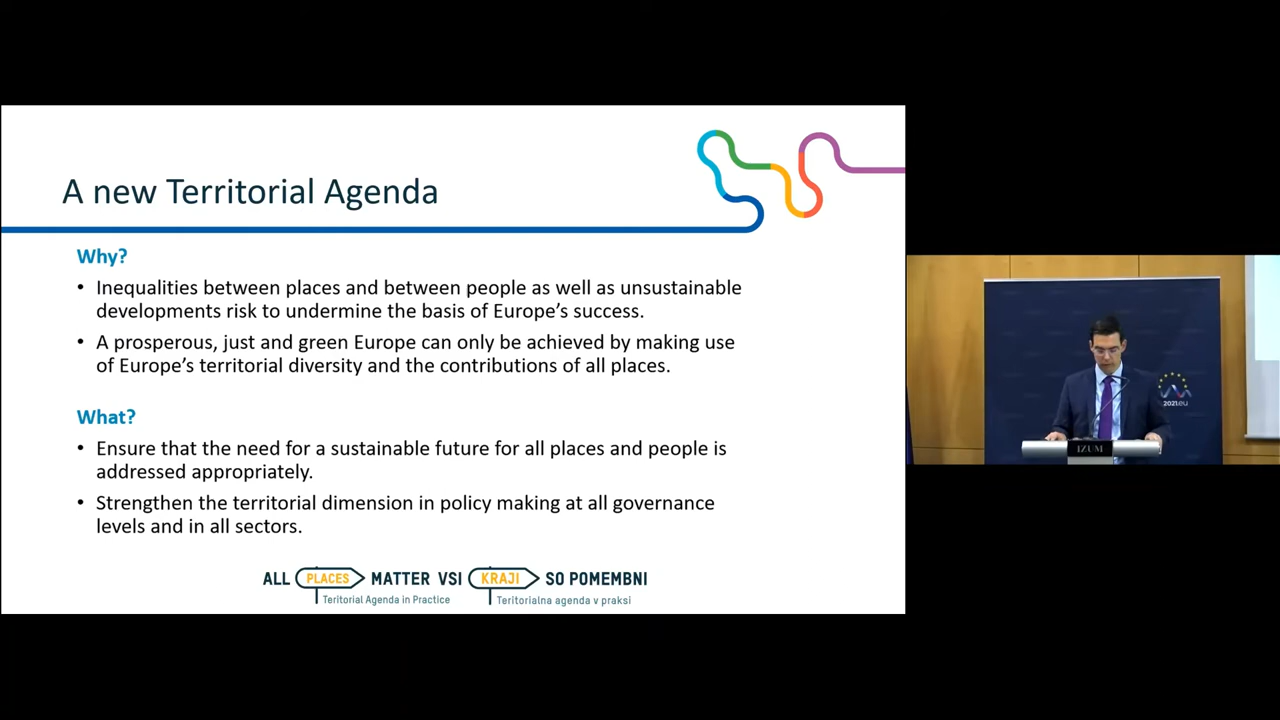 A new Territorial Agenda
Why?
• Inequalities between places and between people as well as unsustainable
developments risk to undermine the basis of Europe's success.
• A prosperous, just and green Europe can only be achieved by making use
of Europe's territorial diversity and the contributions of all places.
What?
• Ensure that the need for a sustainable future for all places and people is
addressed appropriately.
• Strengthen the territorial dimension in policy making at all governance
levels and in all sectors.
ALL PLACES MATTER VSI KRAJI SO POMEMBNI
Teritorial Agenda in Practice Teritorialna agenda v praksi
2021.eu
IZUM